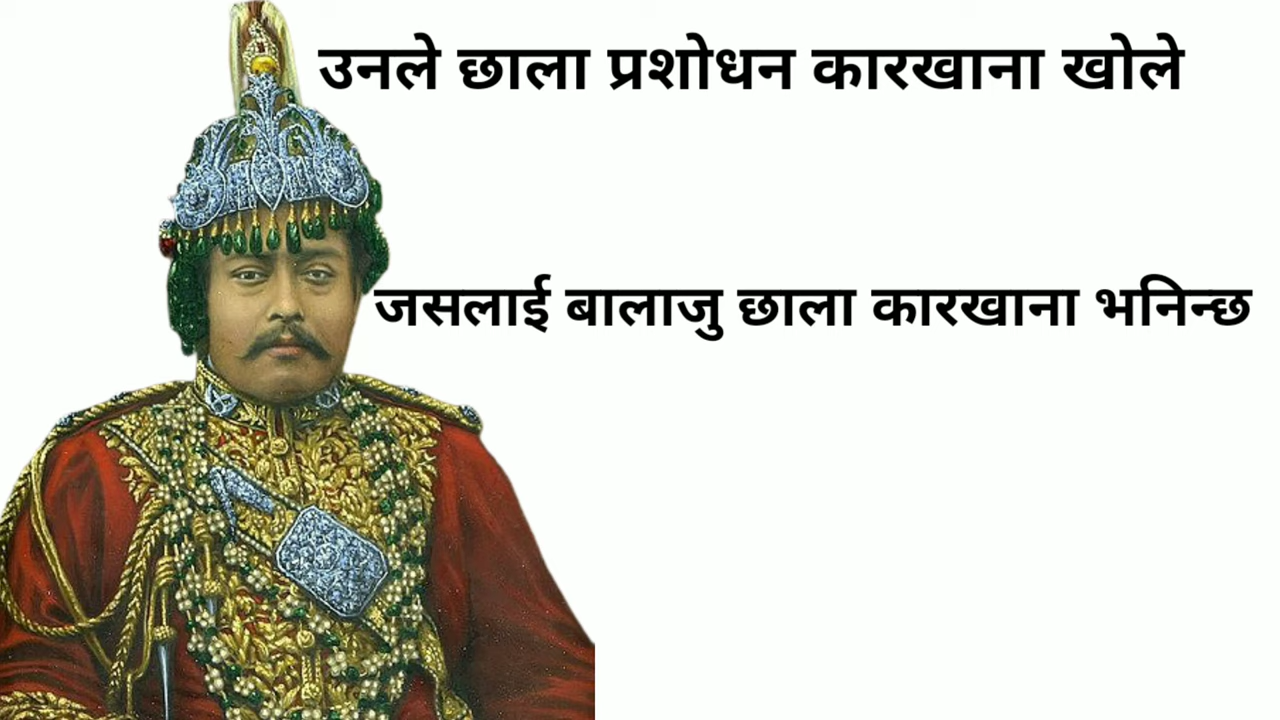 उनले छाला प्रशोधन कारखाना खोले
जसलाई बालाजु छाला कारखाना भनिन्छ